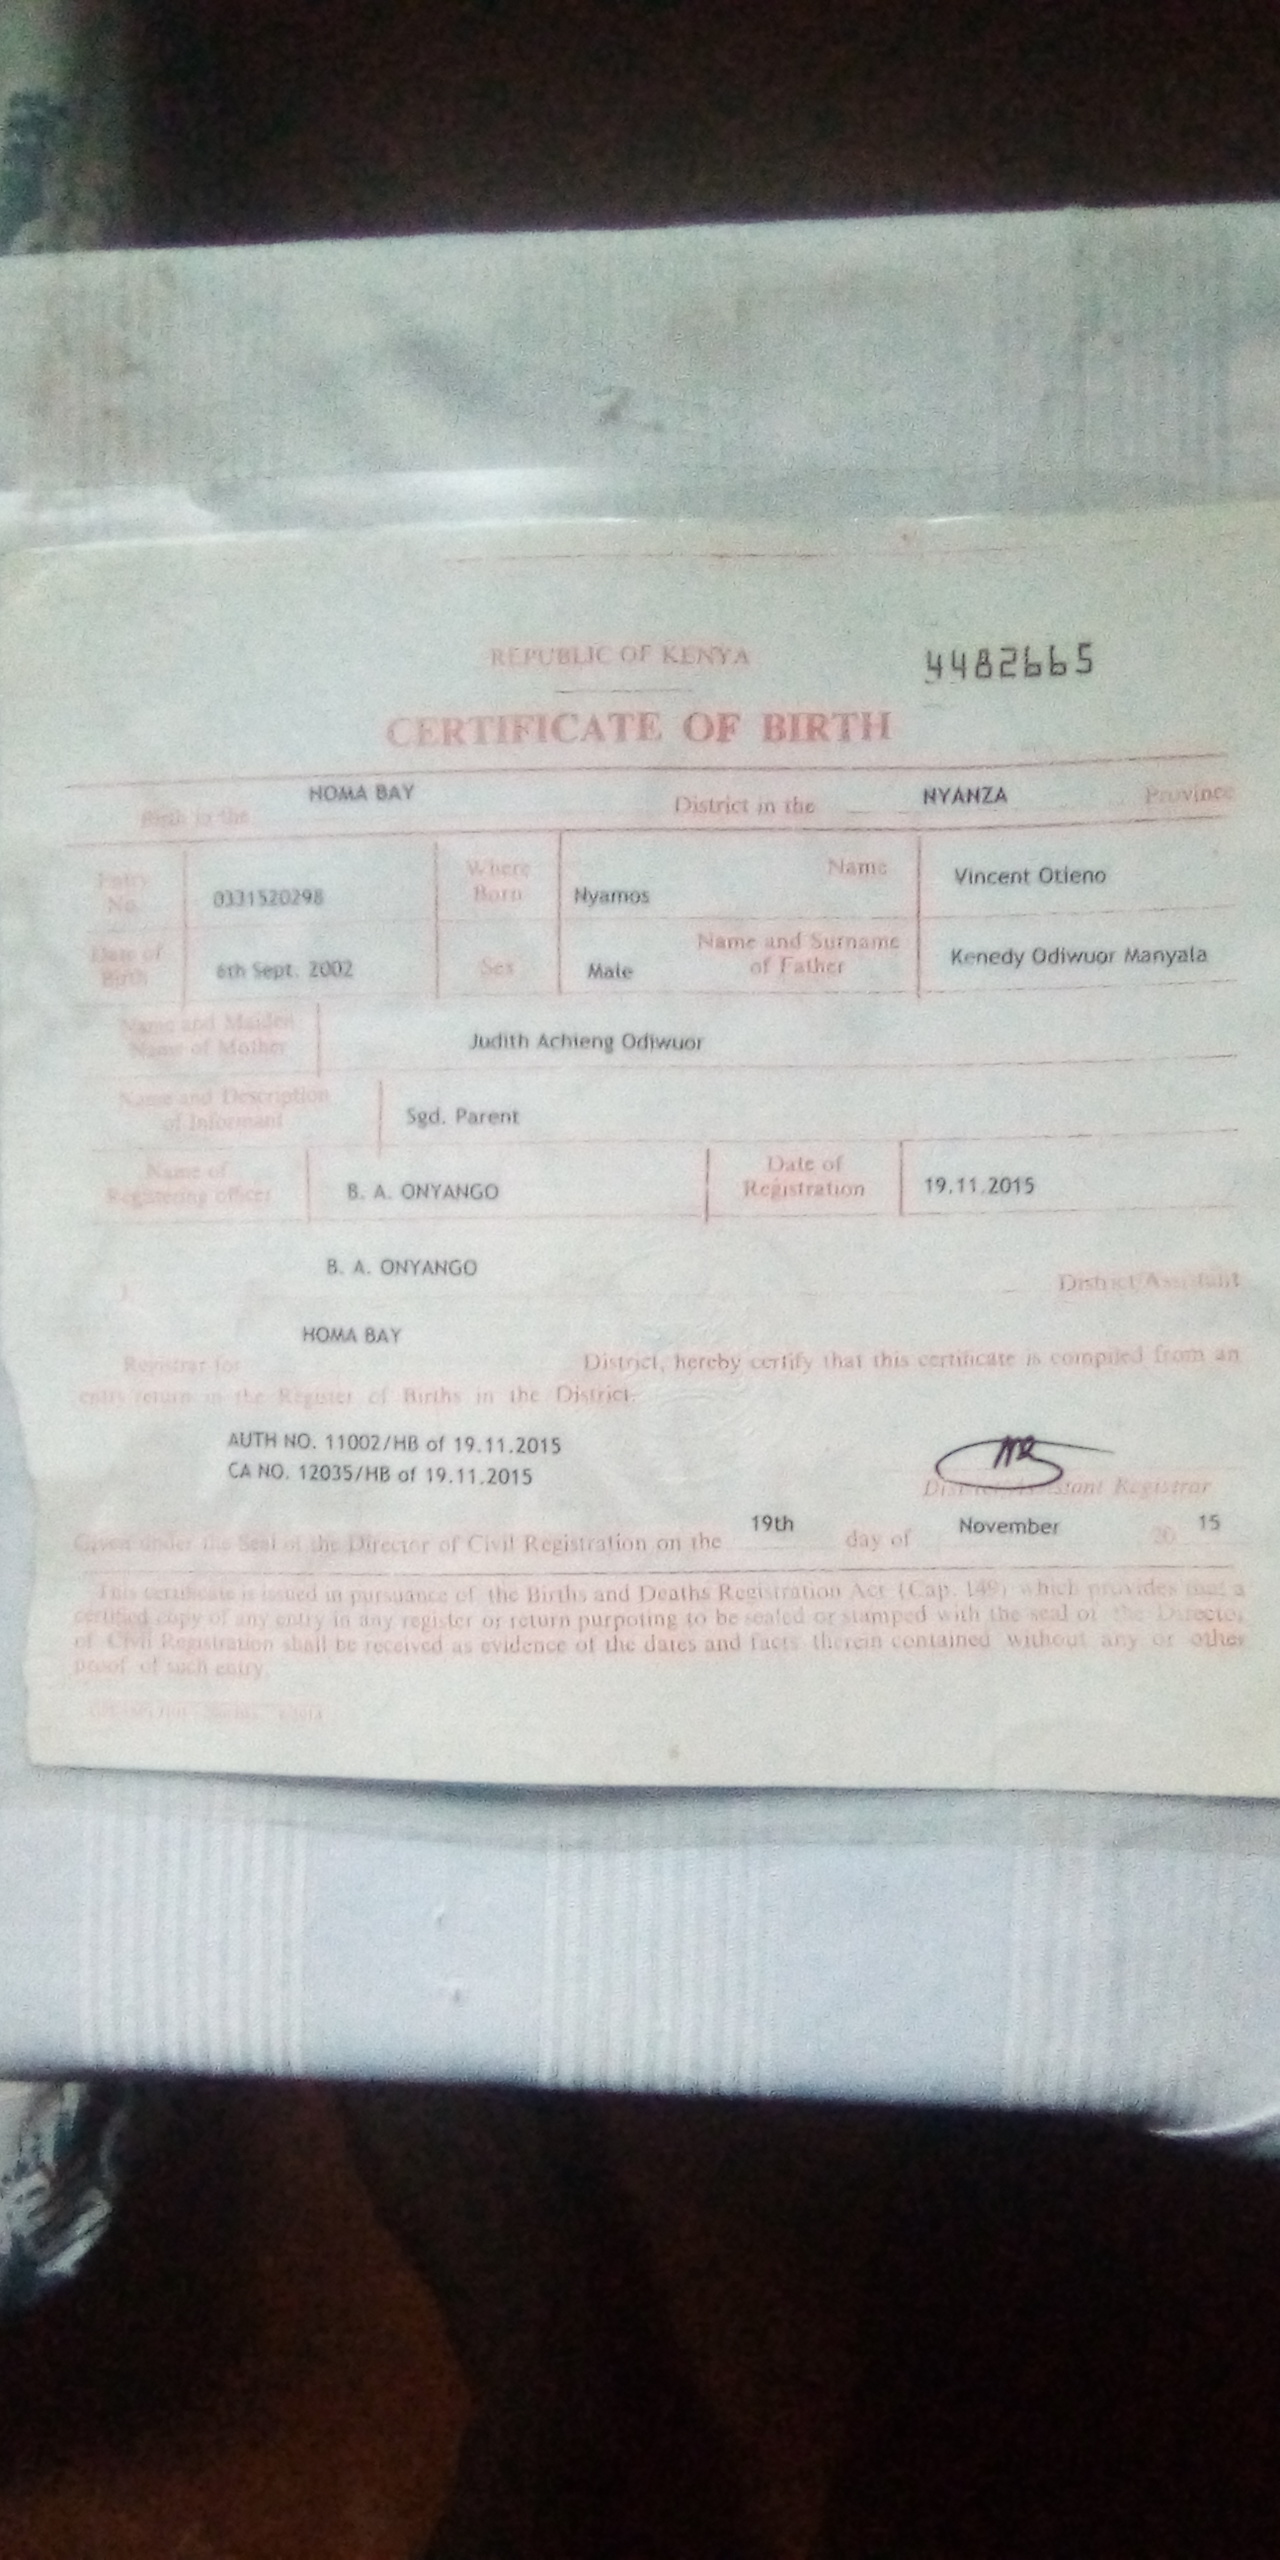 REPUBLIC OF KENYA
4482665
CERTIFICATE OF BIRTH
Birth in the HOMA BAY District in the NYANZA Province
Entry No. 0331520298 Where Born Nyamos Name Vincent Otieno
Date of Birth 6th Sept. 2002 Sex Male Name and Surname of Father Kenedy Odiwuor Manyala
Name and Maiden Name of Mother Judith Achieng Odiwuor
Name and Description of Informant Sgd. Parent
Name of Registering officer B. A. ONYANGO Date of Registration 19.11.2015
I, B. A. ONYANGO District/Assistant
Registrar for HOMA BAY District, hereby certify that this certificate is compiled from an
entry/return in the Register of Births in the District.
AUTH NO. 11002/HB of 19.11.2015
CA NO. 12035/HB of 19.11.2015
District/Assistant Registrar
Given under the Seal of the Director of Civil Registration on the 19th day of November 20 15
This certificate is issued in pursuance of the Births and Deaths Registration Act (Cap. 149) which provides that a
certified copy of any entry in any register or return purpoting to be sealed or stamped with the seal of the Director
of Civil Registration shall be received as evidence of the dates and facts therein contained without any or other
proof of such entry.